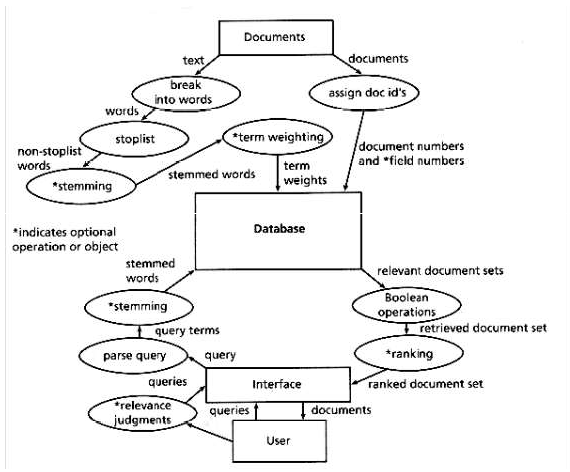 Documents
text
documents
break
into words
assign doc id's
words
stoplist
*term weighting
non-stoplist
words
document numbers
and *field numbers
*stemming
stemmed words
term
weights
Database
*indicates optional
operation or object
stemmed
words
relevant document sets
*stemming
Boolean
operations
query terms
retrieved document set
parse query
query
*ranking
queries
Interface
ranked document set
*relevance
judgments
queries
documents
User